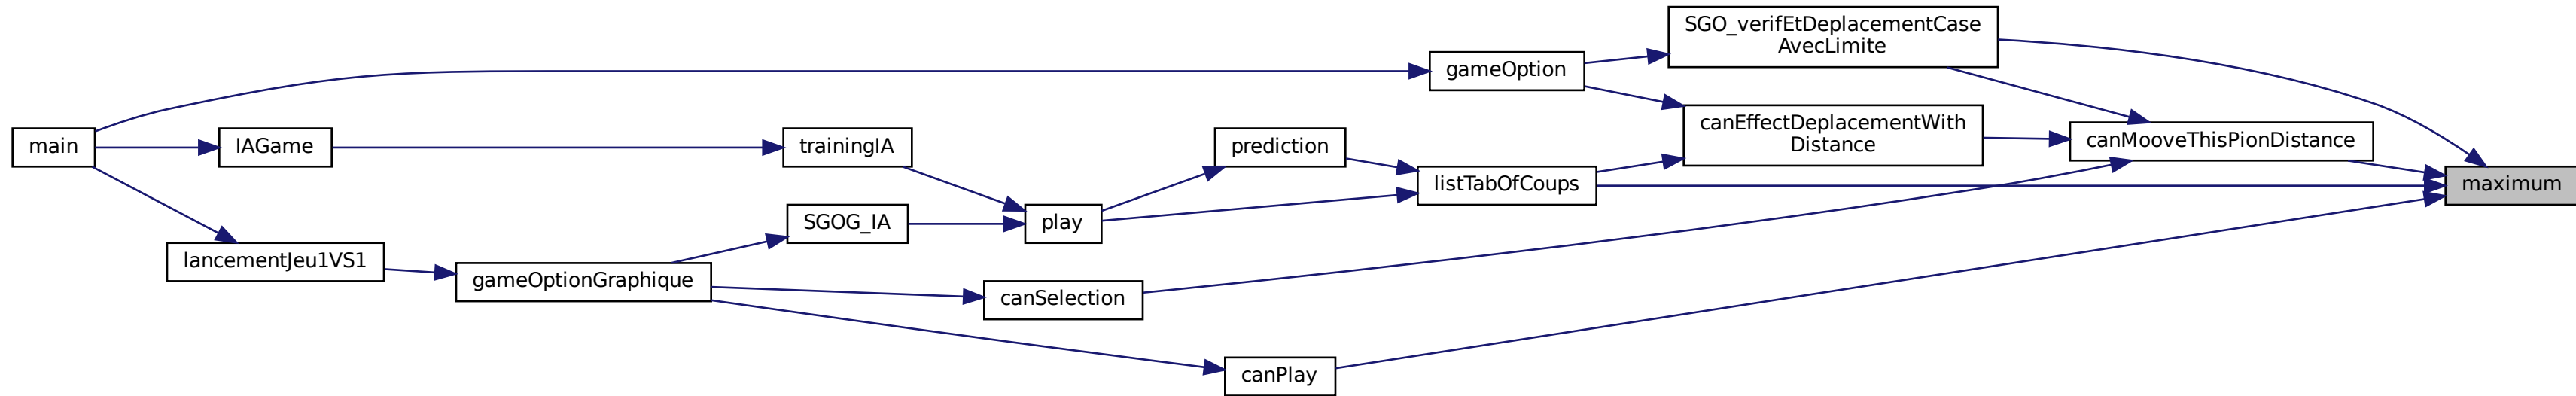 SGO_verifEtDeplacementCase
AvecLimite
gameOption
canEffectDeplacementWith
Distance
canMooveThisPionDistance
main
IAGame
trainingIA
prediction
listTabOfCoups
maximum
SGOG_IA
play
lancementJeu1VS1
gameOptionGraphique
canSelection
canPlay